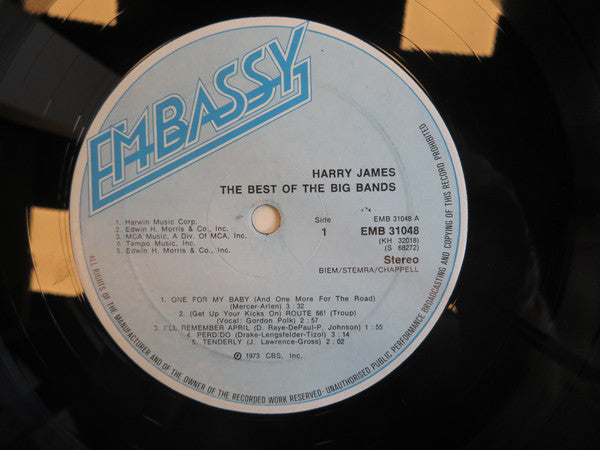 EMBASSY
HARRY JAMES
THE BEST OF THE BIG BANDS
1. Harwin Music Corp.
2. Edwin H. Morris & Co., Inc.
3. MCA Music, A Div. Of MCA, Inc.
4. Tempo Music, Inc.
5. Edwin H. Morris & Co., Inc.
Side
1
EMB 31048 A
EMB 31048
(KH 32018)
(S 68272)
Stereo
BIEM/STEMRA/CHAPPELL
1. ONE FOR MY BABY (And One More For The Road)
(Mercer-Arlen) 3 : 32
2. (Get Up Your Kicks On) ROUTE 66! (Troup)
(Vocal: Gordon Polk) 2 : 57
3. I'LL REMEMBER APRIL (D. Raye-DePaul-P. Johnson) 1 : 55
4. PERDIDO (Drake-Lengsfelder-Tizol) 3 : 14
5. TENDERLY (J. Lawrence-Gross) 2 : 02
℗ 1973 CBS, Inc.
ALL RIGHTS OF THE MANUFACTURER AND OF THE OWNER OF THE RECORDED WORK RESERVED-UNAUTHORISED PUBLIC PERFORMANCE BROADCASTING AND COPYING OF THIS RECORD PROHIBITED